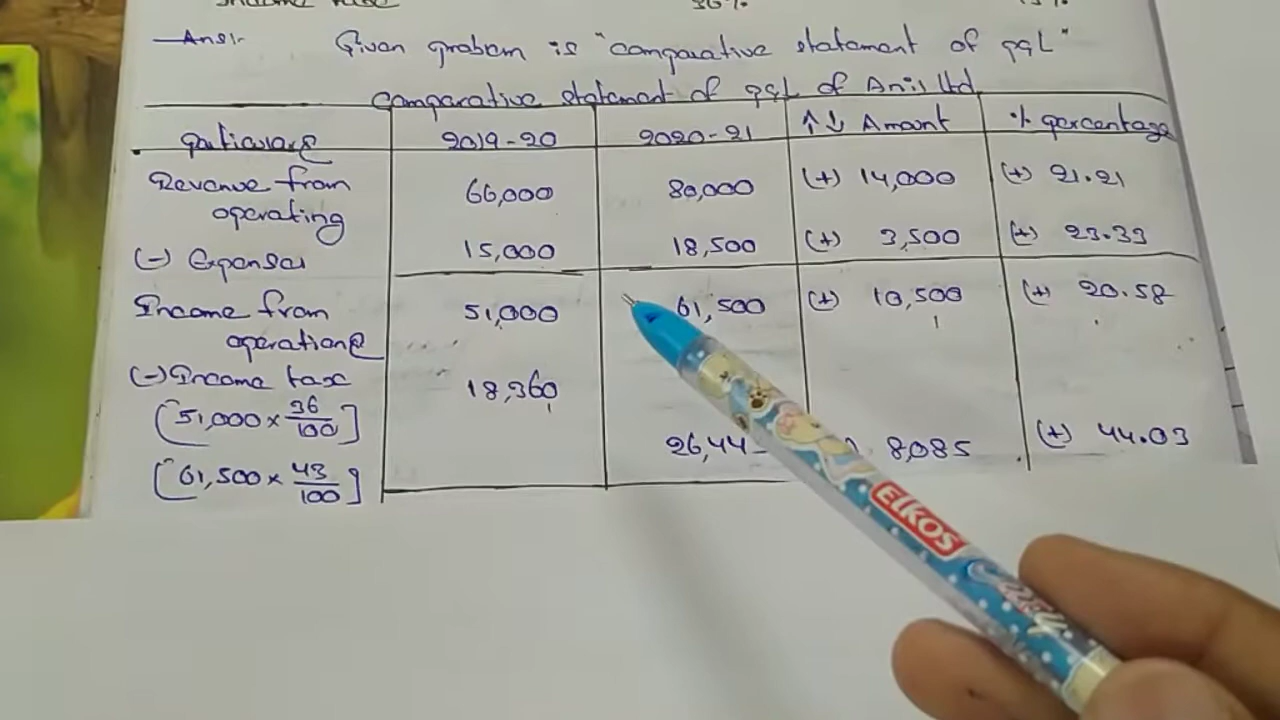 36%
Ans:- Given probem is "comparative statement of P&L"
comparative statement of P&L of Anil Ltd
Particulars 2019-20 2020-21 ↑↓ Amount % percentage
Revenue from operating 66,000 80,000 (+) 14,000 (+) 21.21
(-) Expenses 15,000 18,500 (+) 3,500 (+) 23.33
Income from operations 51,000 61,500 (+) 10,500 (+) 20.58
(-) Income tax 18,360
[51,000 × 36/100]
26,44 8,085 (+) 44.03
[61,500 × 43/100]
Elkos